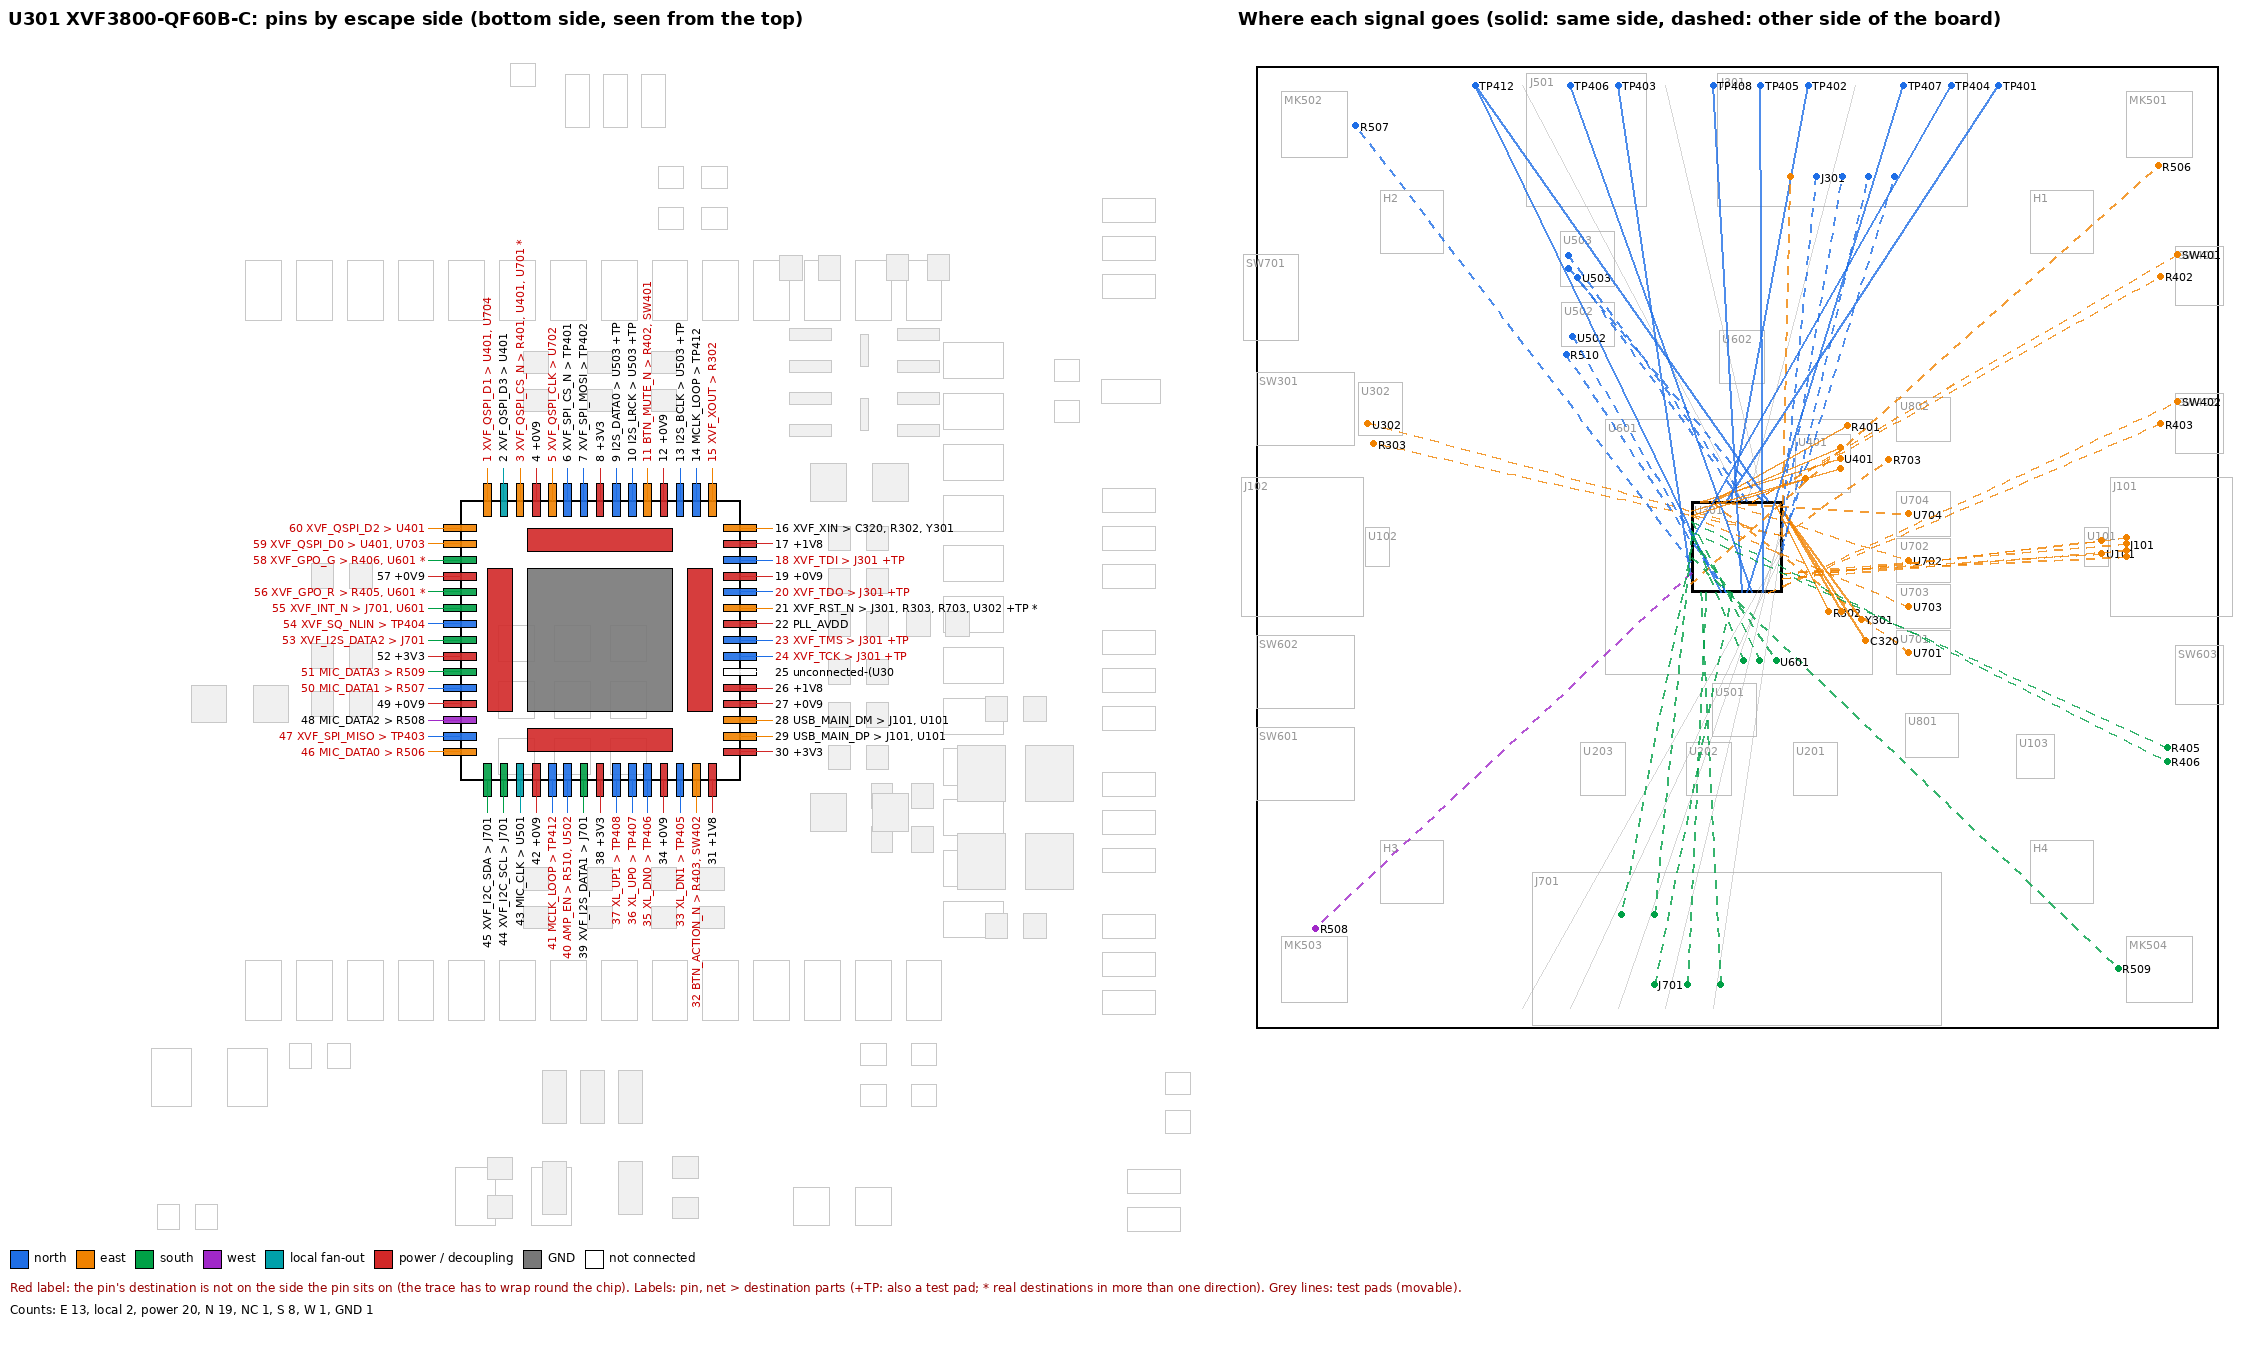 U301 XVF3800-QF60B-C: pins by escape side (bottom side, seen from the top)
1 XVF_QSPI_D1 > U401, U704
2 XVF_QSPI_D3 > U401
3 XVF_QSPI_CS_N > R401, U401, U701 *
4 +0V9
5 XVF_QSPI_CLK > U702
6 XVF_SPI_CS_N > TP401
7 XVF_SPI_MOSI > TP402
8 +3V3
9 I2S_DATA0 > U503 +TP
10 I2S_LRCK > U503 +TP
11 BTN_MUTE_N > R402, SW401
12 +0V9
13 I2S_BCLK > U503 +TP
14 MCLK_LOOP > TP412
15 XVF_XOUT > R302
60 XVF_QSPI_D2 > U401
59 XVF_QSPI_D0 > U401, U703
58 XVF_GPO_G > R406, U601 *
57 +0V9
56 XVF_GPO_R > R405, U601 *
55 XVF_INT_N > J701, U601
54 XVF_SQ_NLIN > TP404
53 XVF_I2S_DATA2 > J701
52 +3V3
51 MIC_DATA3 > R509
50 MIC_DATA1 > R507
49 +0V9
48 MIC_DATA2 > R508
47 XVF_SPI_MISO > TP403
46 MIC_DATA0 > R506
16 XVF_XIN > C320, R302, Y301
17 +1V8
18 XVF_TDI > J301 +TP
19 +0V9
20 XVF_TDO > J301 +TP
21 XVF_RST_N > J301, R303, R703, U302 +TP *
22 PLL_AVDD
23 XVF_TMS > J301 +TP
24 XVF_TCK > J301 +TP
25 unconnected-(U30
26 +1V8
27 +0V9
28 USB_MAIN_DM > J101, U101
29 USB_MAIN_DP > J101, U101
30 +3V3
45 XVF_I2C_SDA > J701
44 XVF_I2C_SCL > J701
43 MIC_CLK > U501
42 +0V9
41 MCLK_LOOP > TP412
40 AMP_EN > R510, U502
39 XVF_I2S_DATA1 > J701
38 +3V3
37 XL_UP1 > TP408
36 XL_UP0 > TP407
35 XL_DN0 > TP406
34 +0V9
33 XL_DN1 > TP405
32 BTN_ACTION_N > R403, SW402
31 +1V8
Where each signal goes (solid: same side, dashed: other side of the board)
TP412
J501
TP406
TP403
TP408
TP405
TP402
TP407
TP404
TP401
MK502
MK501
R507
R506
J301
H2
H1
U503
U503
SW701
SW401
R402
U502
U502
R510
U602
SW301
U302
U302
R303
U802
SW402
R403
U601
R401
U401
U401
R703
J102
J101
U301
U704
U704
U102
U101
J101
U702
U702
U703
U703
R302
Y301
C320
U701
U701
SW602
SW603
U601
U501
SW601
U203
U202
U201
U801
U103
R405
R406
H3
H4
J701
R508
MK503
MK504
R509
J701
north
east
south
west
local fan-out
power / decoupling
GND
not connected
Red label: the pin's destination is not on the side the pin sits on (the trace has to wrap round the chip). Labels: pin, net > destination parts (+TP: also a test pad; * real destinations in more than one direction). Grey lines: test pads (movable).
Counts: E 13, local 2, power 20, N 19, NC 1, S 8, W 1, GND 1